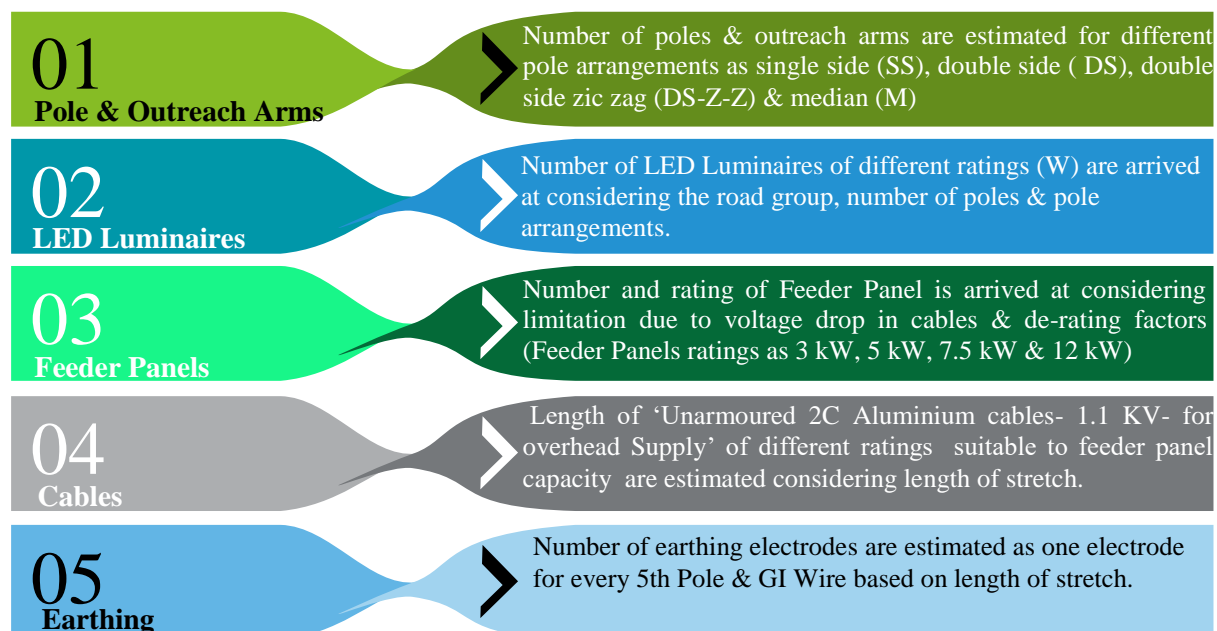 01
Pole & Outreach Arms
Number of poles & outreach arms are estimated for different
pole arrangements as single side (SS), double side ( DS), double
side zic zag (DS-Z-Z) & median (M)
02
LED Luminaires
Number of LED Luminaires of different ratings (W) are arrived
at considering the road group, number of poles & pole
arrangements.
03
Feeder Panels
Number and rating of Feeder Panel is arrived at considering
limitation due to voltage drop in cables & de-rating factors
(Feeder Panels ratings as 3 kW, 5 kW, 7.5 kW & 12 kW)
04
Cables
Length of ‘Unarmoured 2C Aluminium cables- 1.1 KV- for
overhead Supply’ of different ratings suitable to feeder panel
capacity are estimated considering length of stretch.
05
Earthing
Number of earthing electrodes are estimated as one electrode
for every 5th Pole & GI Wire based on length of stretch.